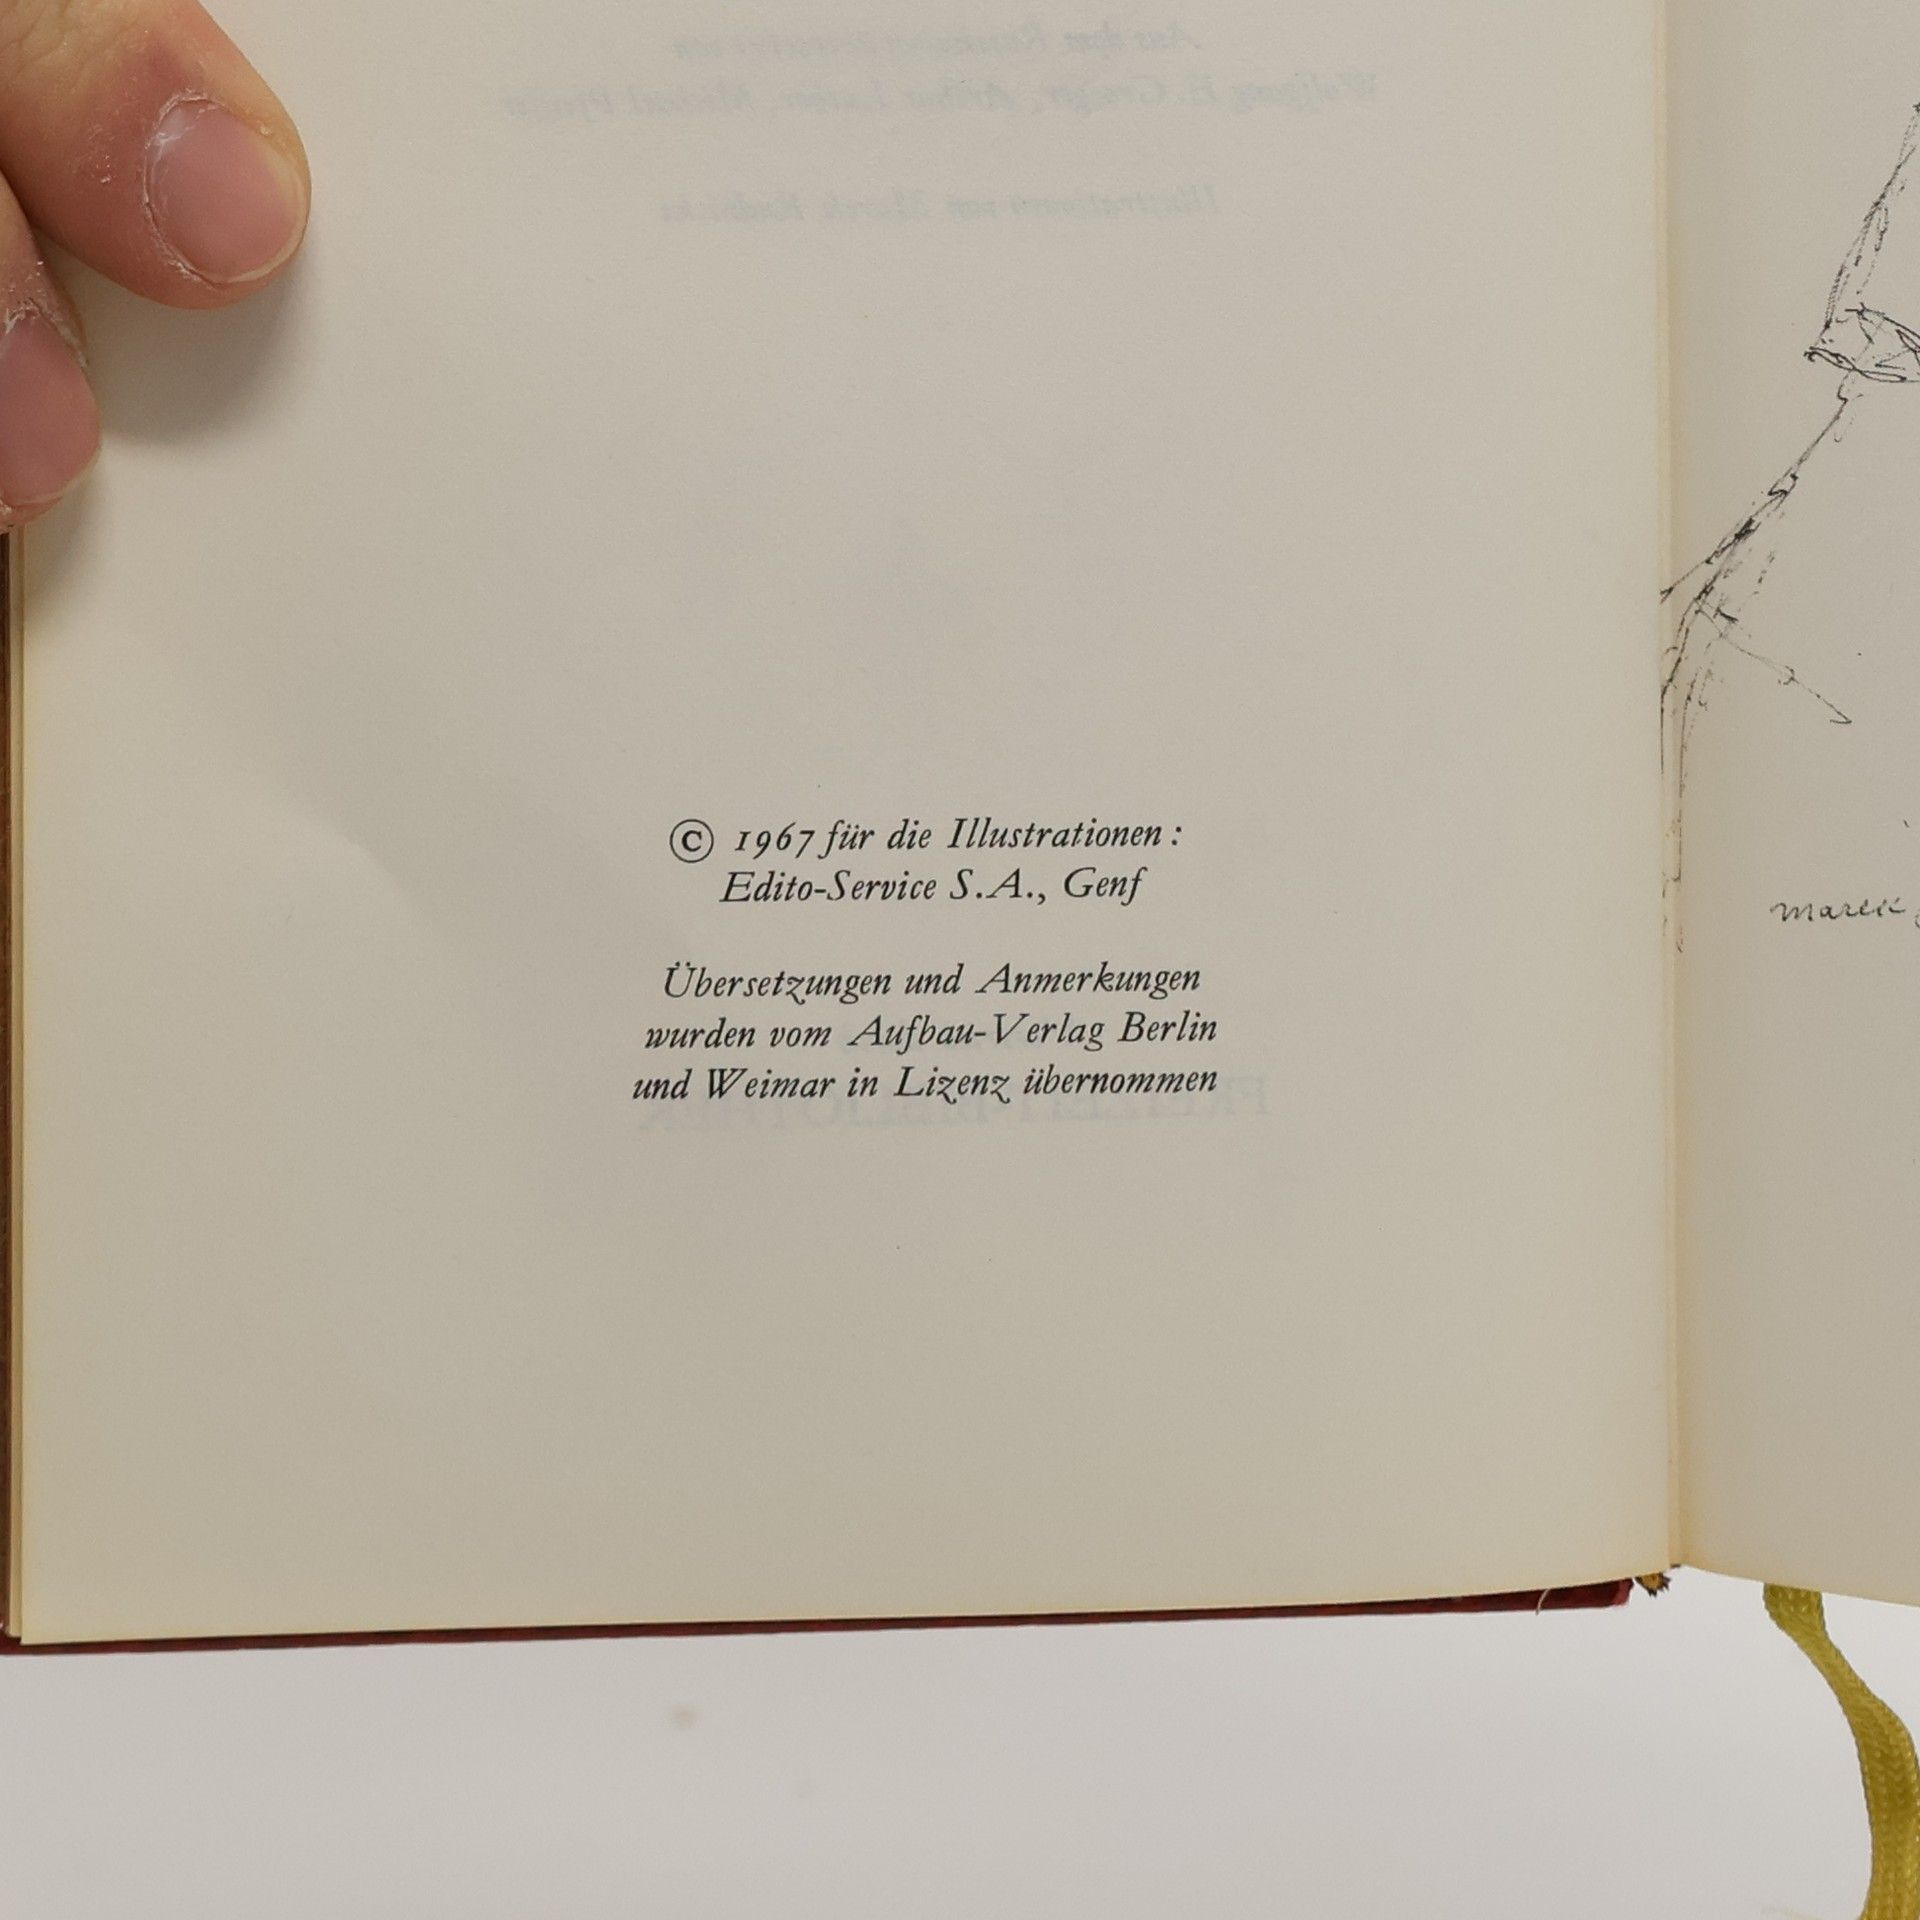 © 1967 für die Illustrationen:
Edito-Service S.A., Genf
Übersetzungen und Anmerkungen
wurden vom Aufbau-Verlag Berlin
und Weimar in Lizenz übernommen
marek